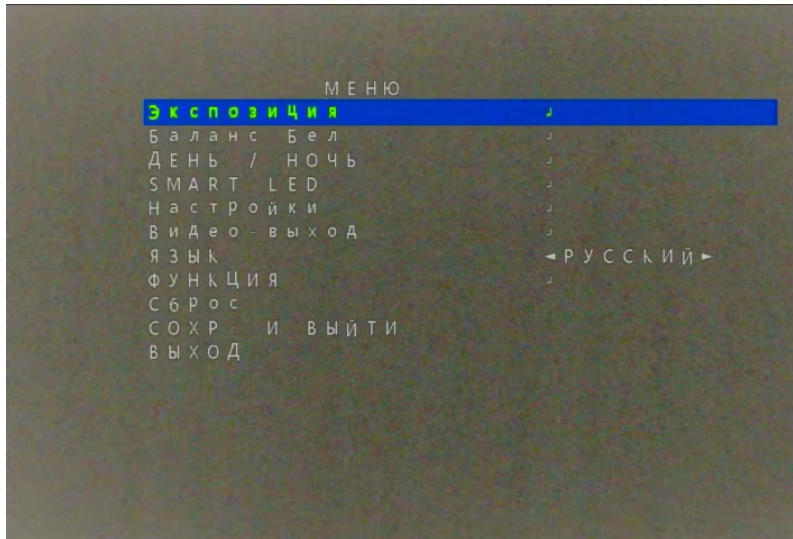 МЕНЮ
Экспозиция ↲
Баланс Бел ↲
ДЕНЬ / НОЧЬ ↲
SMART LED ↲
Настройки ↲
Видео-выход ↲
ЯЗЫК ◄РУССКИЙ►
ФУНКЦИЯ ↲
Сброс
СОХР. И ВЫЙТИ
ВЫХОД